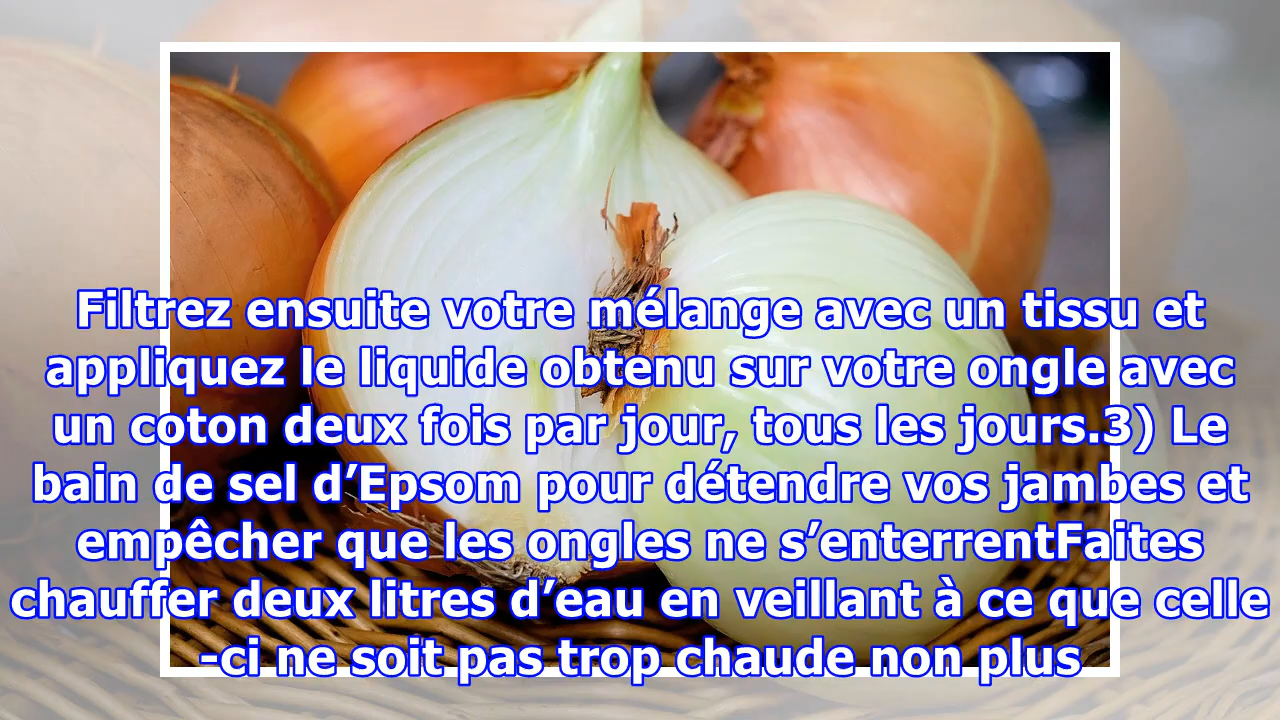 Filtrez ensuite votre mélange avec un tissu et
appliquez le liquide obtenu sur votre ongle avec
un coton deux fois par jour, tous les jours.3) Le
bain de sel d’Epsom pour détendre vos jambes et
empêcher que les ongles ne s’enterrentFaites
chauffer deux litres d’eau en veillant à ce que celle
-ci ne soit pas trop chaude non plus